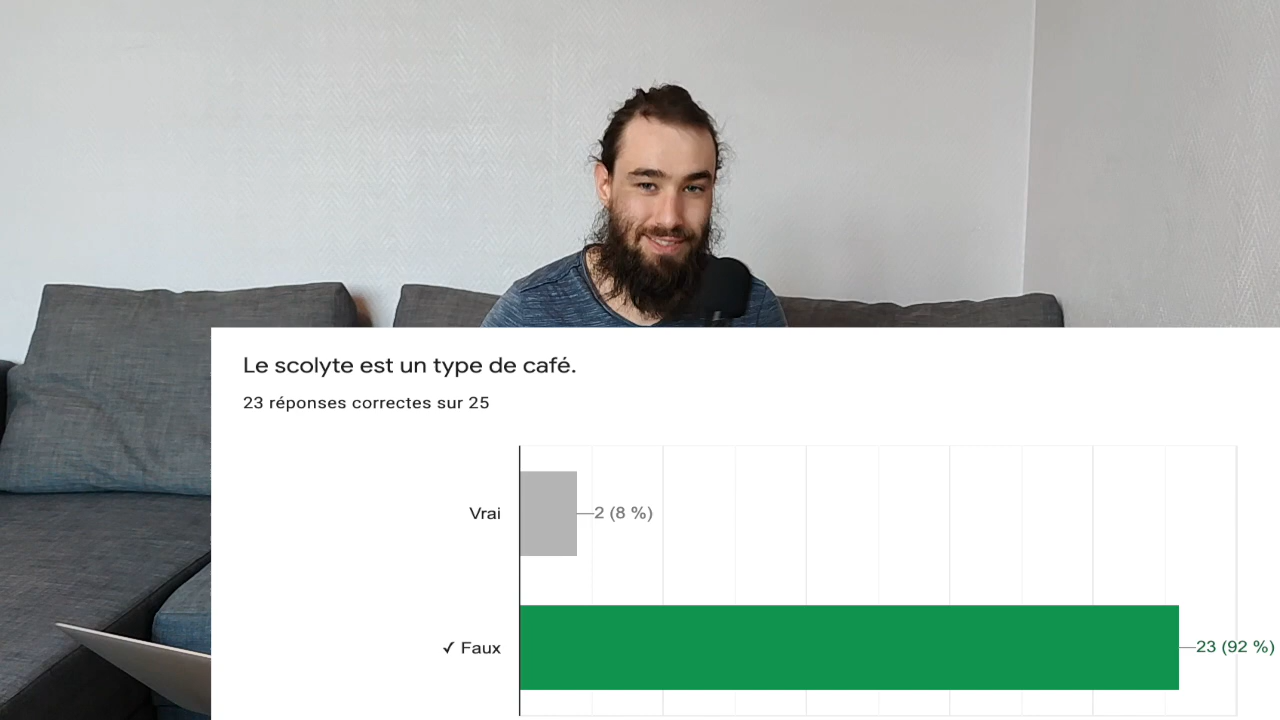 Le scolyte est un type de café.
23 réponses correctes sur 25
Vrai
2 (8 %)
✓ Faux
23 (92 %)